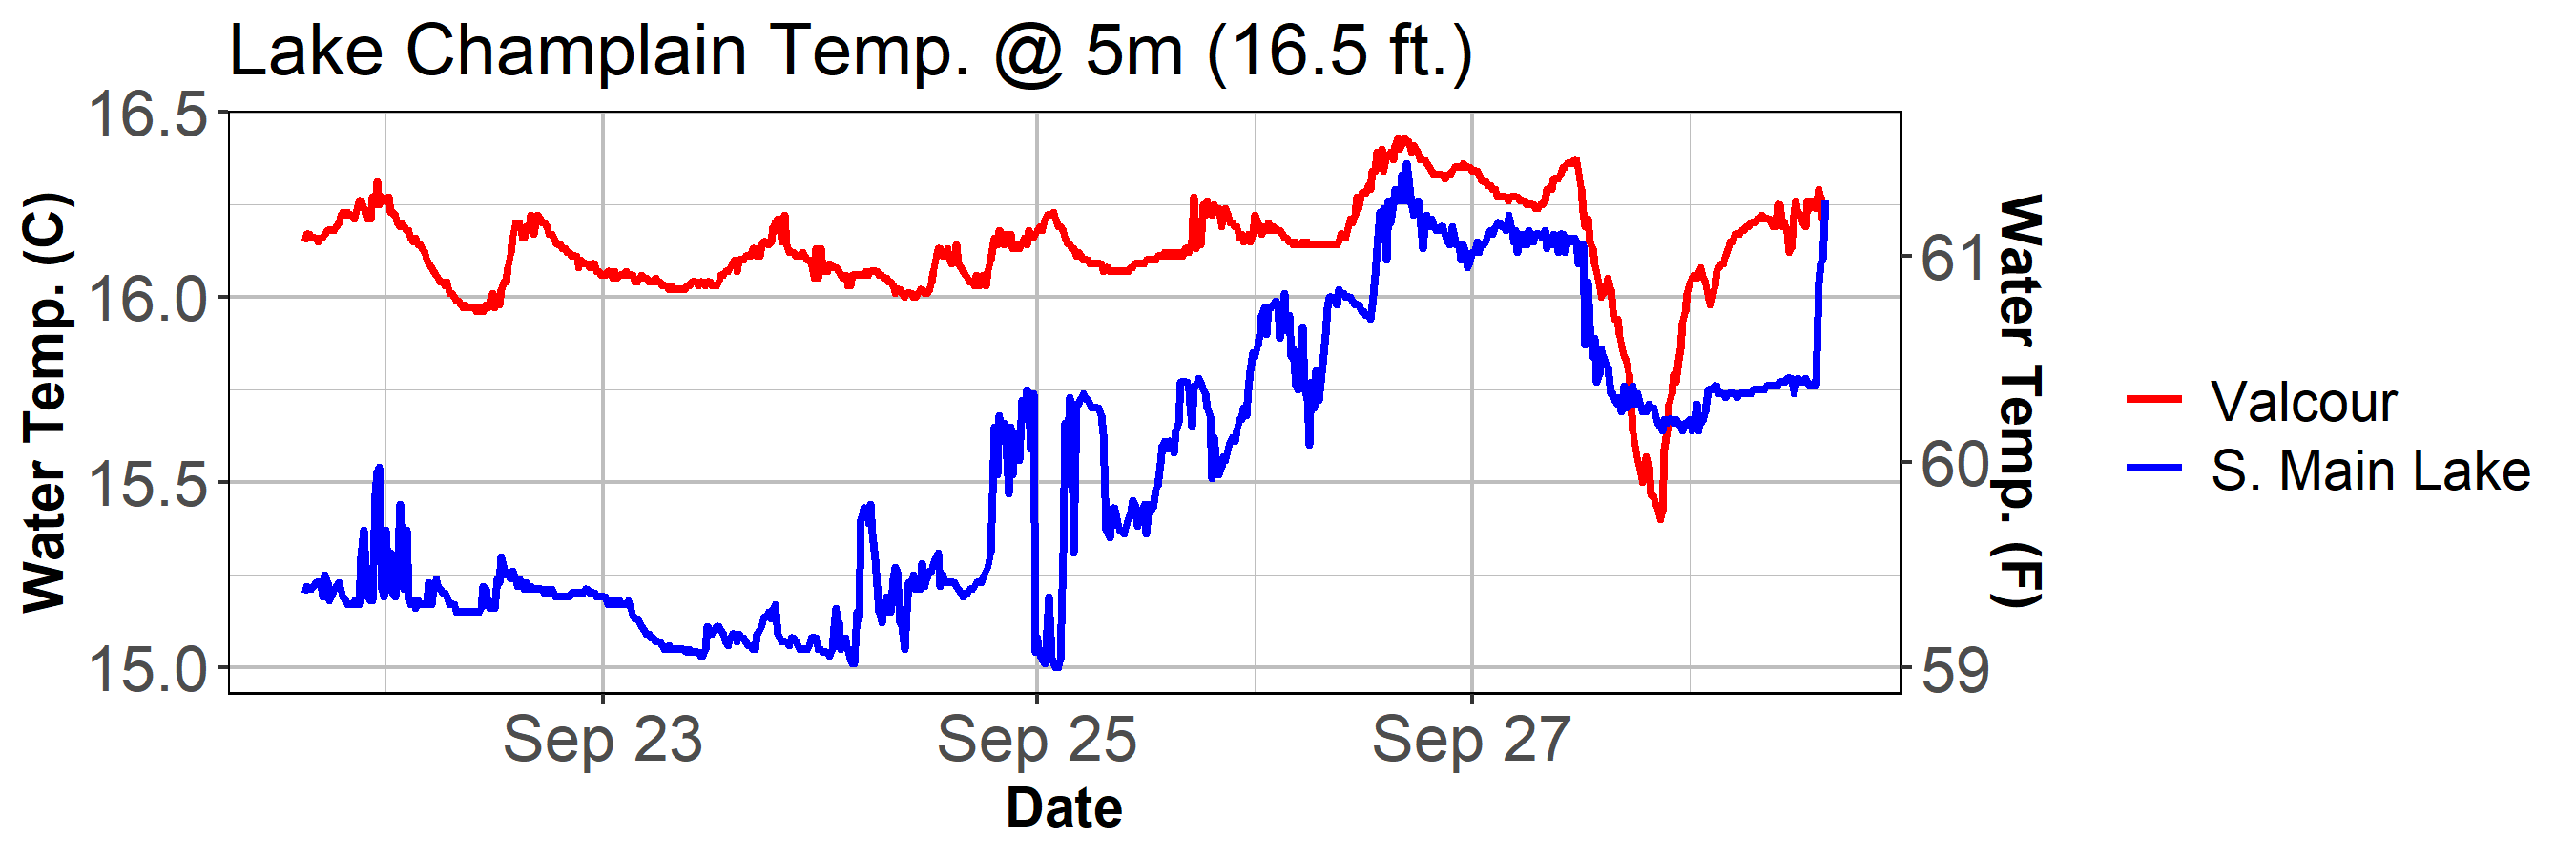 Lake Champlain Temp. @ 5m (16.5 ft.)
Water Temp. (C)
16.5
16.0
15.5
15.0
61
60
59
Water Temp. (F)
Sep 23
Sep 25
Sep 27
Date
Valcour
S. Main Lake